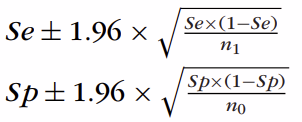 Se ± 1.96 × √(Se×(1−Se)/n₁)
Sp ± 1.96 × √(Sp×(1−Sp)/n₀)